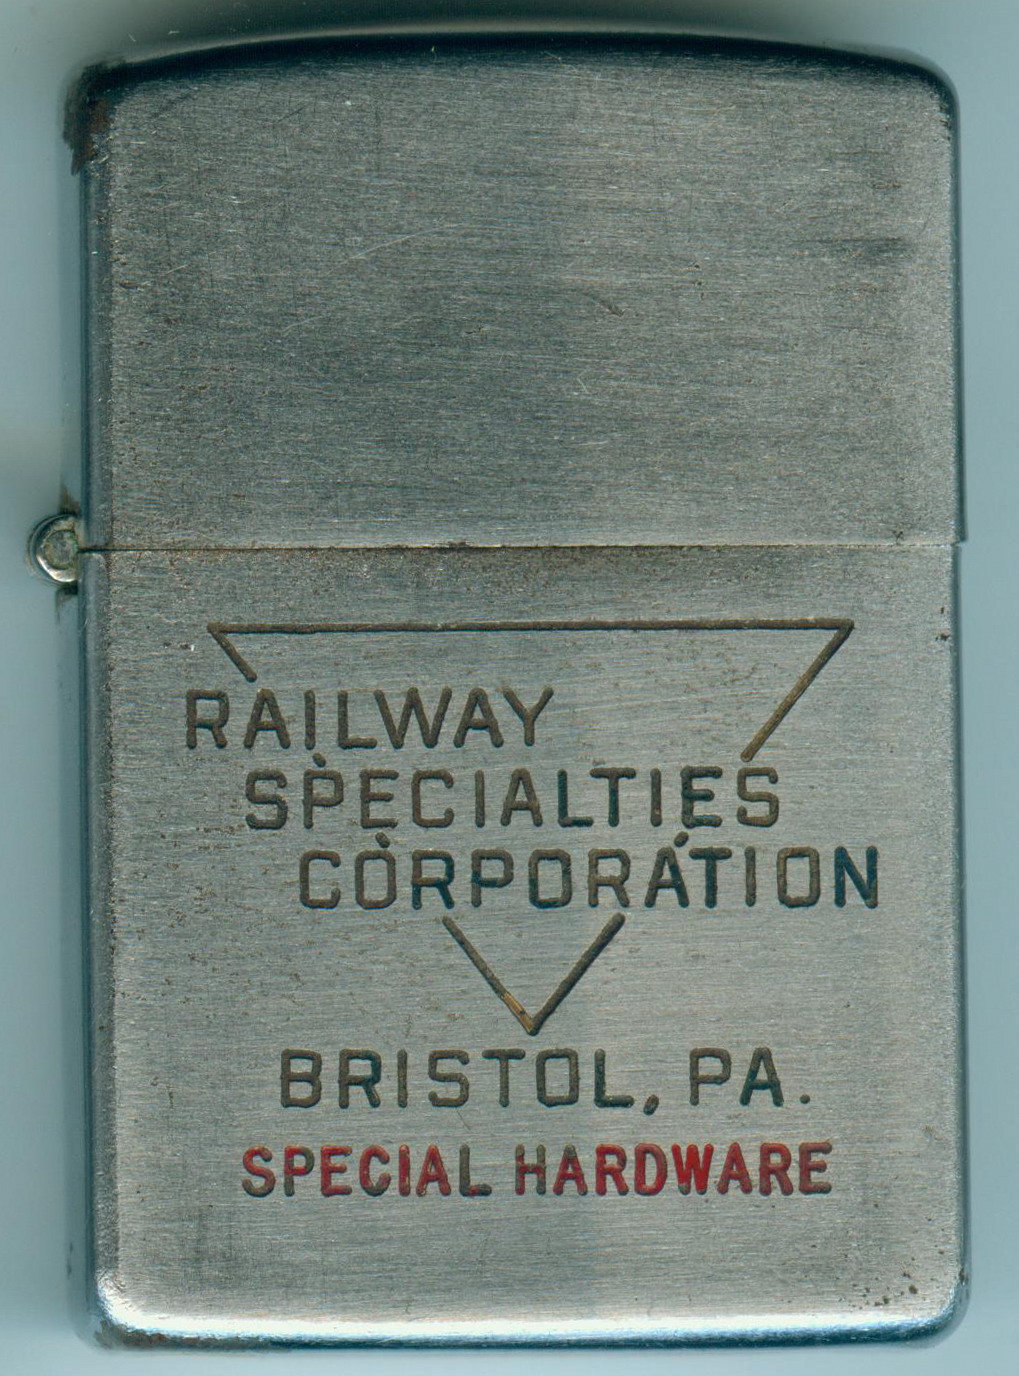 RAILWAY
SPECIALTIES
CORPORATION
BRISTOL, PA.
SPECIAL HARDWARE